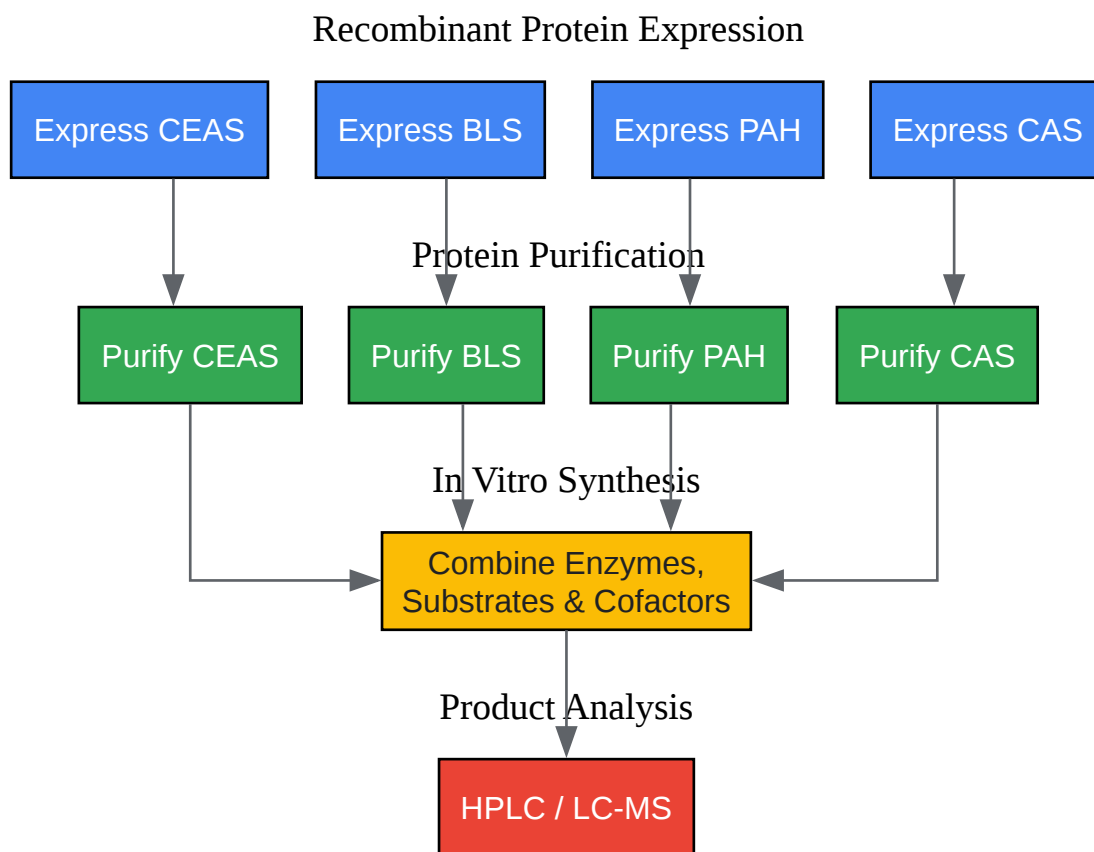 Recombinant Protein Expression
Express CEAS
Express BLS
Express PAH
Express CAS
Protein Purification
Purify CEAS
Purify BLS
Purify PAH
Purify CAS
In Vitro Synthesis
Combine Enzymes,
Substrates & Cofactors
Product Analysis
HPLC / LC-MS